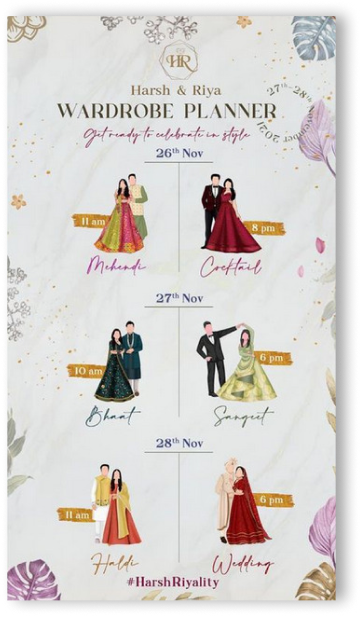 HR
Harsh & Riya
WARDROBE PLANNER
27th-28th November 2021
Get ready to celebrate in style
26th Nov
11 am
8 pm
Mehendi
Cocktail
27th Nov
10 am
6 pm
Bhaat
Sangeet
28th Nov
11 am
6 pm
Haldi
Wedding
#HarshRiyality